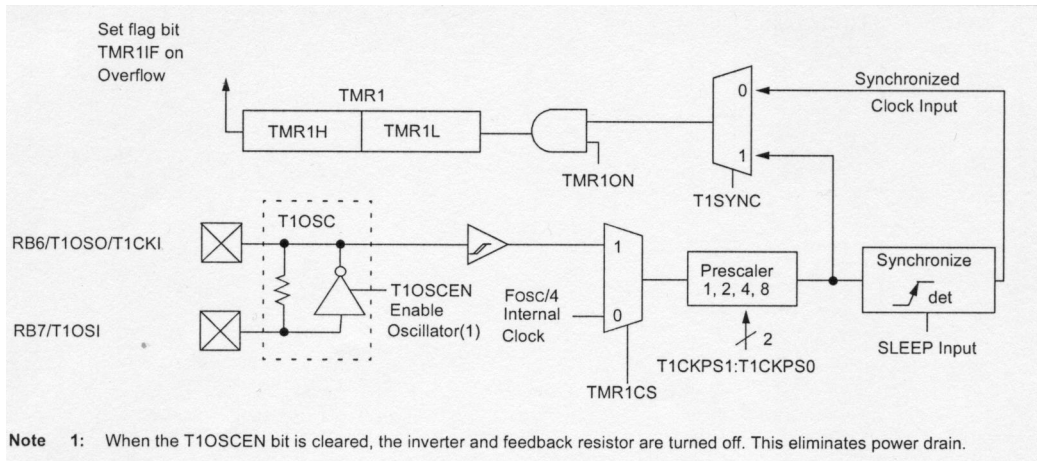 Set flag bit
TMR1IF on
Overflow
TMR1
TMR1H
TMR1L
TMR1ON
0
1
T1SYNC
Synchronized
Clock Input
RB6/T1OSO/T1CKI
RB7/T1OSI
T1OSC
T1OSCEN
Enable
Oscillator(1)
Fosc/4
Internal
Clock
1
0
TMR1CS
Prescaler
1, 2, 4, 8
2
T1CKPS1:T1CKPS0
Synchronize
det
SLEEP Input
Note 1: When the T1OSCEN bit is cleared, the inverter and feedback resistor are turned off. This eliminates power drain.